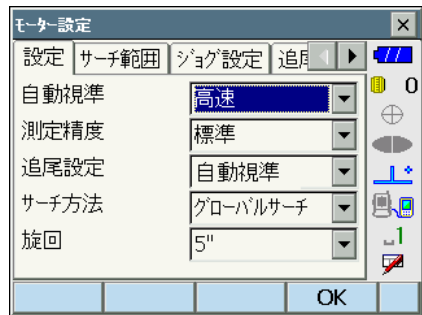 ﾓｰﾀｰ設定
設定 サーチ範囲 ジョグ設定 追尾
自動視準 高速
0
測定精度 標準
追尾設定 自動視準
サーチ方法 グローバルサーチ
旋回 5"
1
OK